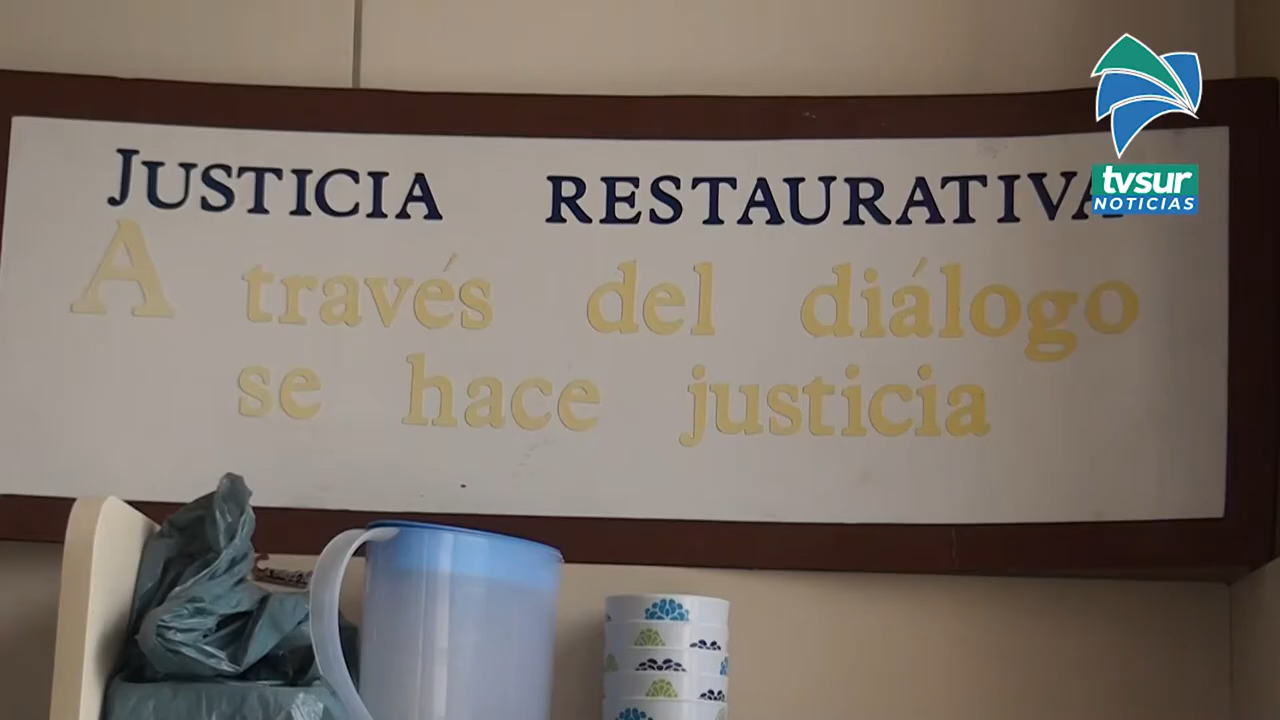 JUSTICIA RESTAURATIVA
A través del diálogo
se hace justicia
tvsur
NOTICIAS